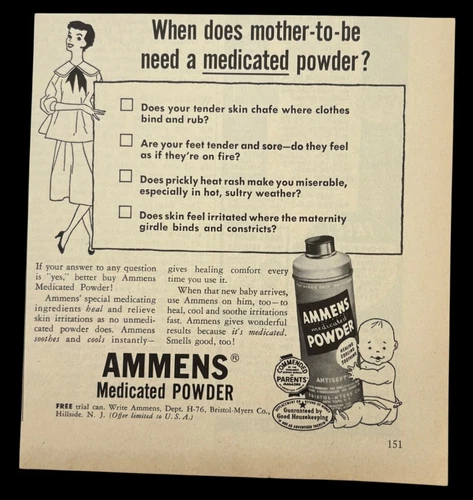 When does mother-to-be
need a medicated powder?
Does your tender skin chafe where clothes
bind and rub?
Are your feet tender and sore—do they feel
as if they're on fire?
Does prickly heat rash make you miserable,
especially in hot, sultry weather?
Does skin feel irritated where the maternity
girdle binds and constricts?
If your answer to any question
is "yes," better buy Ammens
Medicated Powder!
Ammens' special medicating
ingredients heal and relieve
skin irritations as no unmedi-
cated powder does. Ammens
soothes and cools instantly—
gives healing comfort every
time you use it.
When that new baby arrives,
use Ammens on him, too—to
heal, cool and soothe irritations
fast. Ammens gives wonderful
results because it's medicated.
Smells good, too!
AMMENS
medicated
POWDER
HEALING
COOLING
SOOTHING
ANTISEPTIC
BRISTOL-MYERS
AMMENS®
Medicated POWDER
COMMENDED
PARENTS'
MAGAZINE
Guaranteed by
Good Housekeeping
FREE trial can. Write Ammens, Dept. H-76, Bristol-Myers Co.,
Hillside, N. J. (Offer limited to U. S. A.)
151